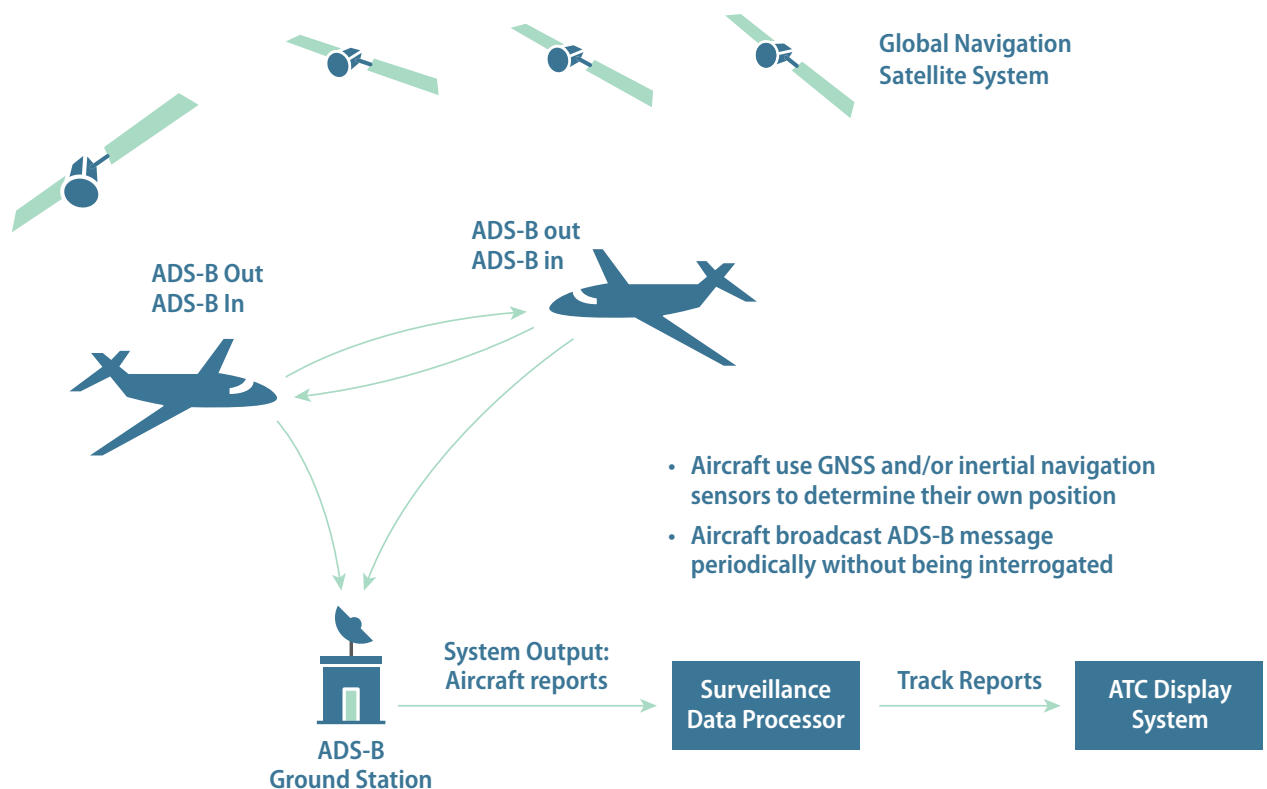 Global Navigation
Satellite System
ADS-B out
ADS-B in
ADS-B Out
ADS-B In
• Aircraft use GNSS and/or inertial navigation
sensors to determine their own position
• Aircraft broadcast ADS-B message
periodically without being interrogated
System Output:
Aircraft reports
Surveillance
Data Processor
Track Reports
ATC Display
System
ADS-B
Ground Station